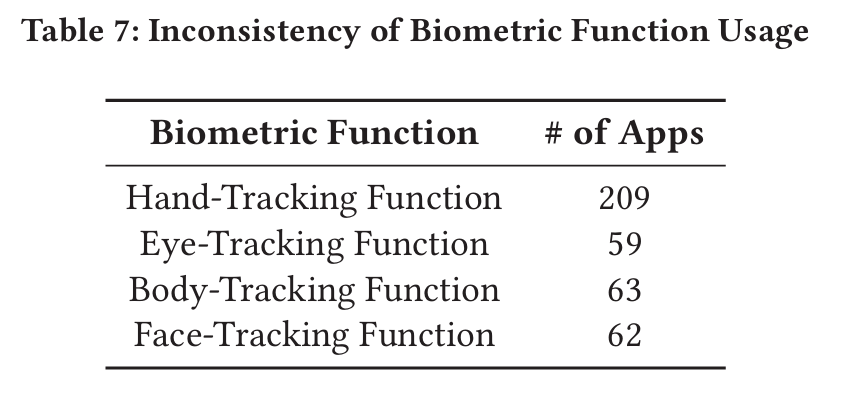 Table 7: Inconsistency of Biometric Function Usage
Biometric Function # of Apps
Hand-Tracking Function 209
Eye-Tracking Function 59
Body-Tracking Function 63
Face-Tracking Function 62